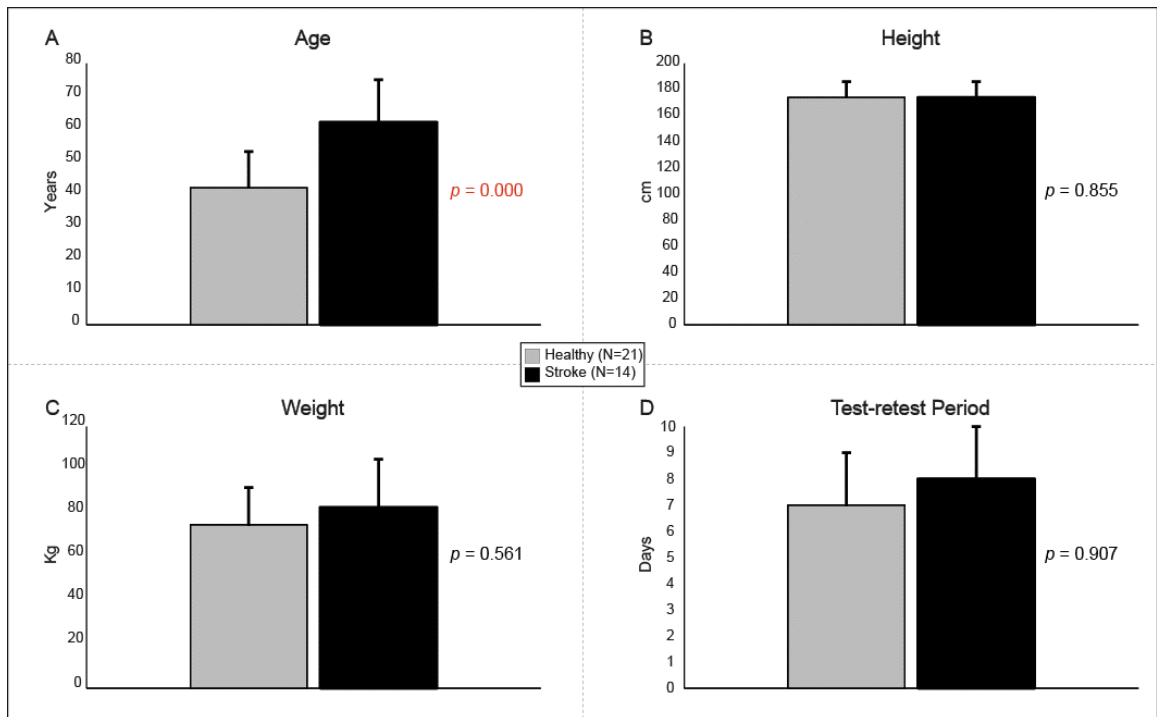 A
Age
80
70
60
50
40
30
20
10
0
Years
p = 0.000
B
Height
200
180
160
140
120
100
80
60
40
20
0
cm
p = 0.855
Healthy (N=21)
Stroke (N=14)
C
Weight
120
100
80
60
40
20
0
Kg
p = 0.561
D
Test-retest Period
10
9
8
7
6
5
4
3
2
1
0
Days
p = 0.907